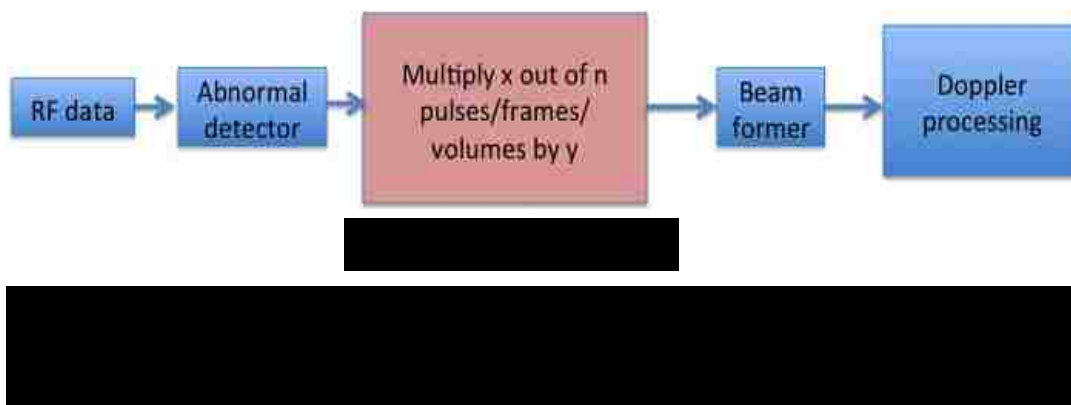 RF data
Abnormal
detector
Multiply x out of n
pulses/frames/
volumes by y
Beam
former
Doppler
processing